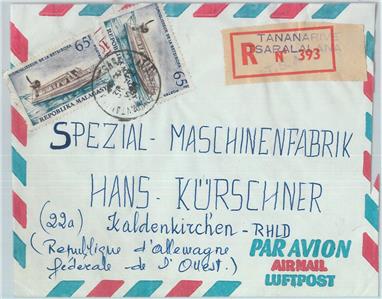 65F
REPOBLIKA MALAGASY
65F
TANANARIVE
R
N° 393
SPEZIAL-MASCHINENFABRIK
HANS-KÜRSCHNER
(22a) Kaldenkirchen-RHLD
(République d'Allemagne
fédérale-de l'Ouest).
PAR AVION
AIRMAIL
LUFTPOST